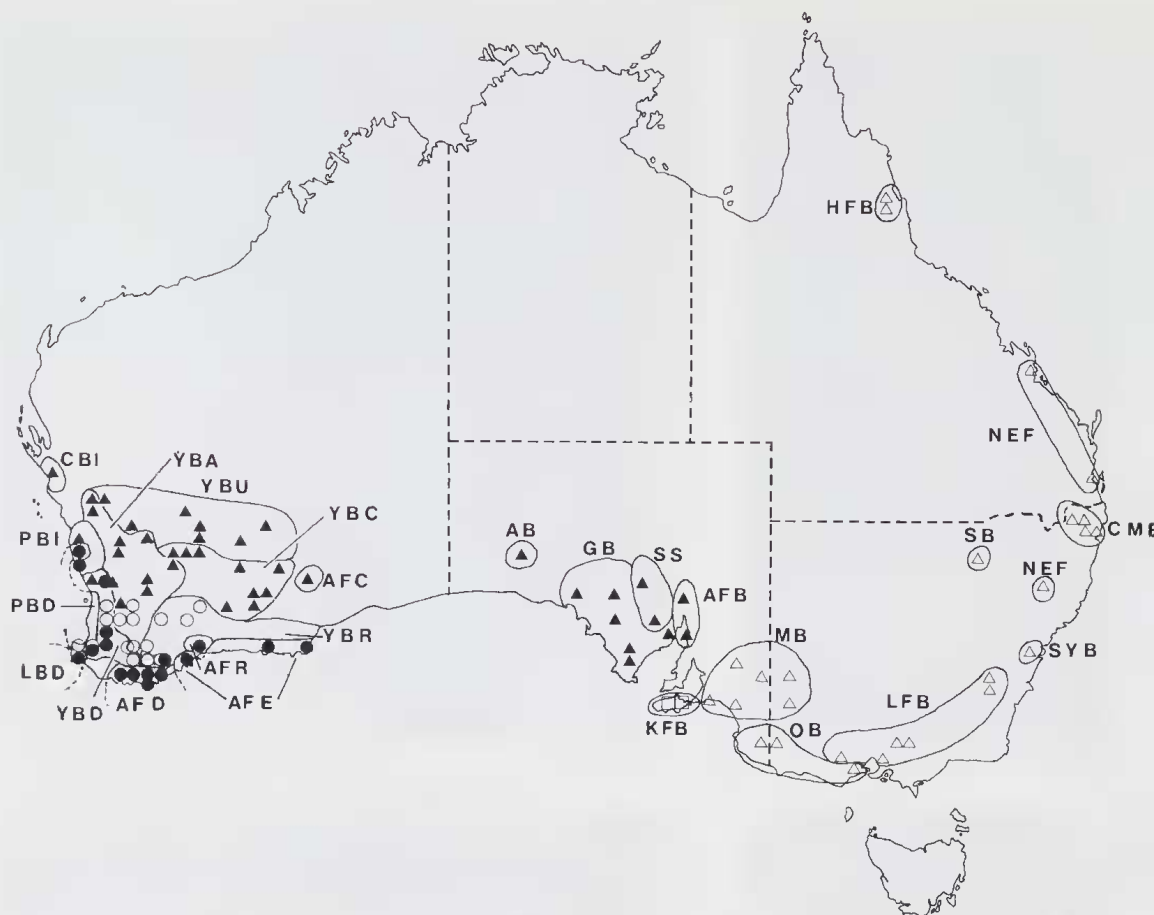 HFB
NEF
CBI
YBA
YBU
YBC
PBI
AB
GB
SS
SB
CMB
AFC
AFB
NEF
PBD
YBR
MB
SYB
LBD
AFR
YBD
AFD
AFE
KFB
OB
LFB